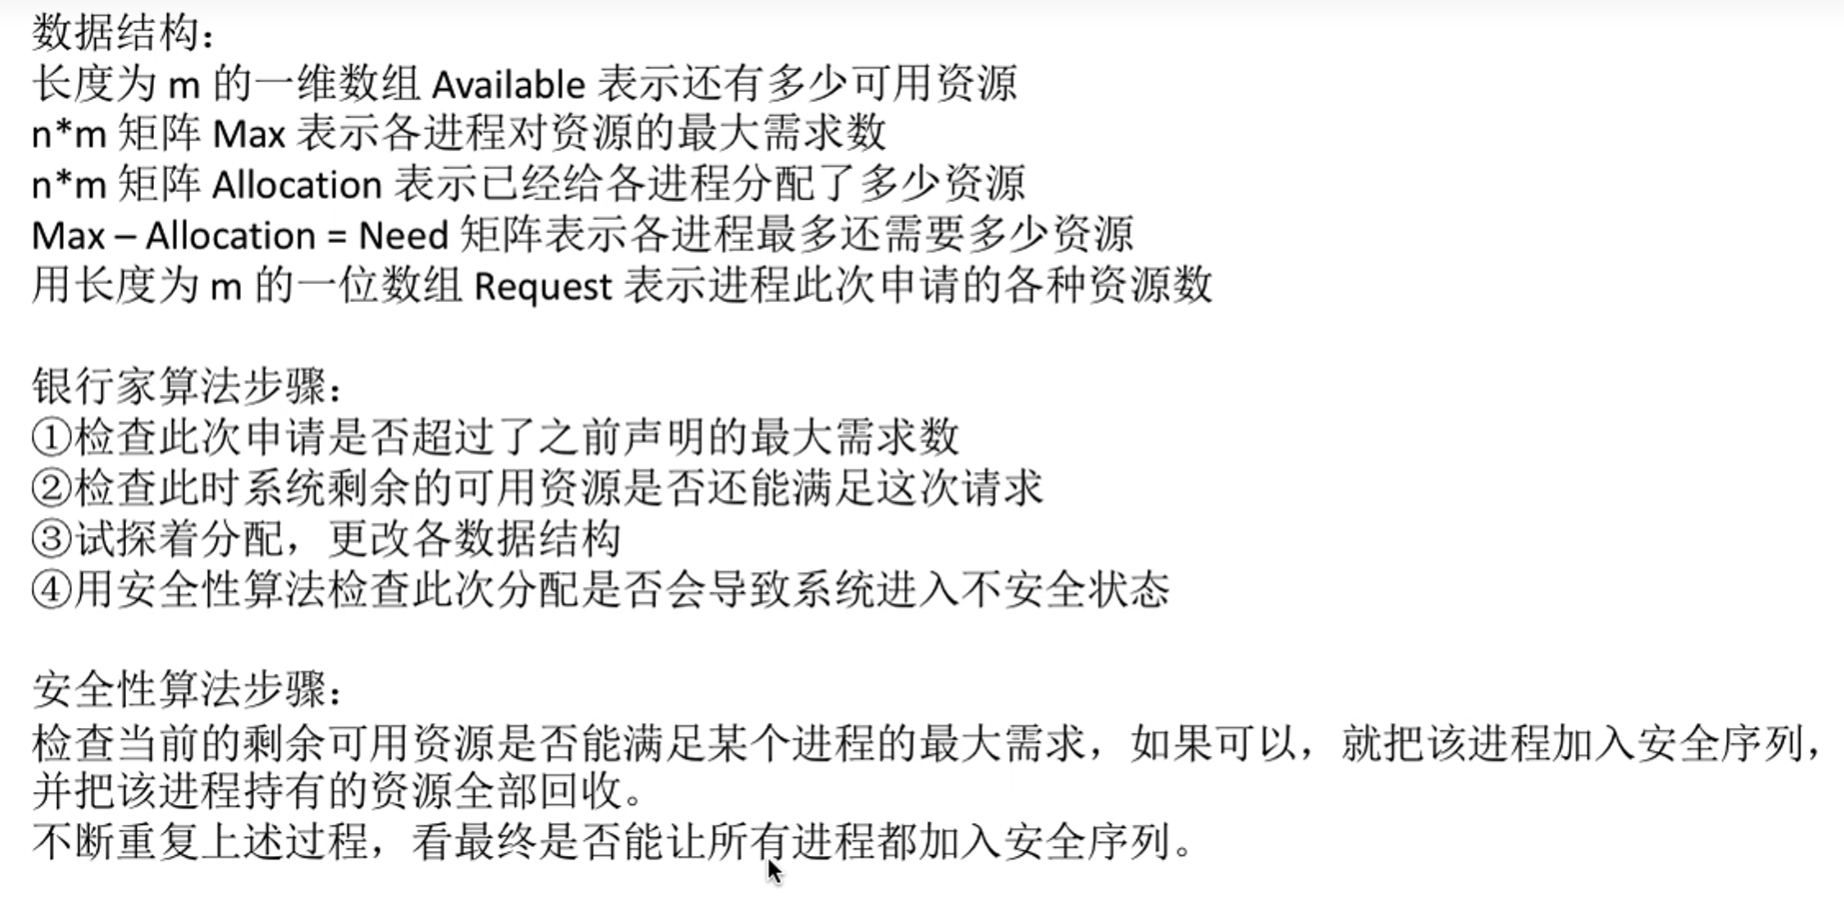 数据结构：
长度为 m 的一维数组 Available 表示还有多少可用资源
n*m 矩阵 Max 表示各进程对资源的最大需求数
n*m 矩阵 Allocation 表示已经给各进程分配了多少资源
Max – Allocation = Need 矩阵表示各进程最多还需要多少资源
用长度为 m 的一位数组 Request 表示进程此次申请的各种资源数
银行家算法步骤：
①检查此次申请是否超过了之前声明的最大需求数
②检查此时系统剩余的可用资源是否还能满足这次请求
③试探着分配，更改各数据结构
④用安全性算法检查此次分配是否会导致系统进入不安全状态
安全性算法步骤：
检查当前的剩余可用资源是否能满足某个进程的最大需求，如果可以，就把该进程加入安全序列，
并把该进程持有的资源全部回收。
不断重复上述过程，看最终是否能让所有进程都加入安全序列。